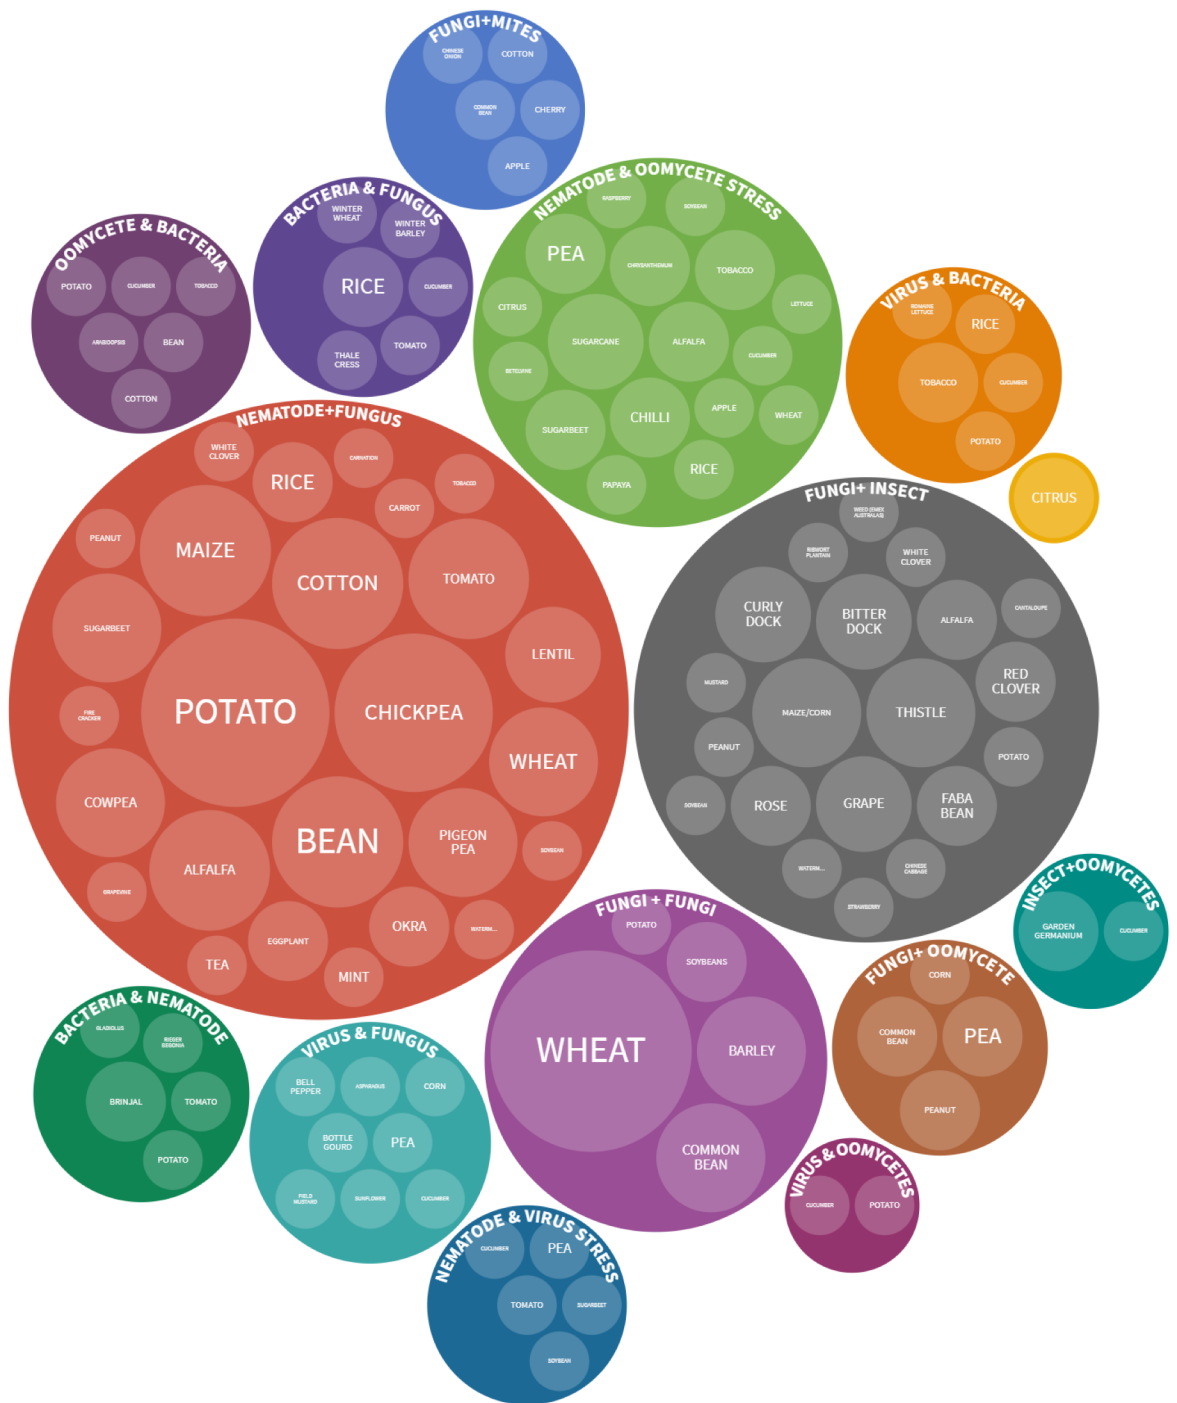 FUNGI+MITES
CHINESE
ONION
COTTON
COMMON
BEAN
CHERRY
APPLE
BACTERIA & FUNGUS
WINTER
WHEAT
WINTER
BARLEY
RICE
CUCUMBER
TOMATO
THALE
CRESS
OOMYCETE & BACTERIA
POTATO
CUCUMBER
TOBACCO
ARABIDOPSIS
BEAN
COTTON
NEMATODE & OOMYCETE STRESS
RASPBERRY
SOYBEAN
PEA
CHRYSANTHEMUM
TOBACCO
CITRUS
LETTUCE
SUGARCANE
ALFALFA
CUCUMBER
BETELVINE
SUGARBEET
CHILLI
APPLE
WHEAT
PAPAYA
RICE
VIRUS & BACTERIA
ROMAINE
LETTUCE
RICE
TOBACCO
CUCUMBER
POTATO
CITRUS
NEMATODE+FUNGUS
WHITE
CLOVER
RICE
CARNATION
CARROT
TOBACCO
PEANUT
MAIZE
COTTON
TOMATO
SUGARBEET
LENTIL
POTATO
CHICKPEA
FIRE
CRACKER
WHEAT
COWPEA
BEAN
PIGEON
PEA
SOYBEAN
ALFALFA
GRAPEVINE
EGGPLANT
OKRA
WATERM...
TEA
MINT
FUNGI+ INSECT
WEED (EMEX
AUSTRALAIS)
RIBWORT
PLANTAIN
WHITE
CLOVER
CURLY
DOCK
BITTER
DOCK
ALFALFA
CANTALOUPE
MUSTARD
MAIZE/CORN
THISTLE
RED
CLOVER
PEANUT
POTATO
SOYBEAN
ROSE
GRAPE
FABA
BEAN
WATERM...
CHINESE
CABBAGE
STRAWBERRY
INSECT+OOMYCETES
GARDEN
GERMANIUM
CUCUMBER
FUNGI + FUNGI
POTATO
SOYBEANS
WHEAT
BARLEY
COMMON
BEAN
FUNGI+ OOMYCETE
CORN
COMMON
BEAN
PEA
PEANUT
BACTERIA & NEMATODE
GLADIOLUS
RIEGER
BEGONIA
BRINJAL
TOMATO
POTATO
VIRUS & FUNGUS
BELL
PEPPER
ASPARAGUS
CORN
BOTTLE
GOURD
PEA
FIELD
MUSTARD
SUNFLOWER
CUCUMBER
VIRUS & OOMYCETES
CUCUMBER
POTATO
NEMATODE & VIRUS STRESS
CUCUMBER
PEA
TOMATO
SUGARBEET
SOYBEAN